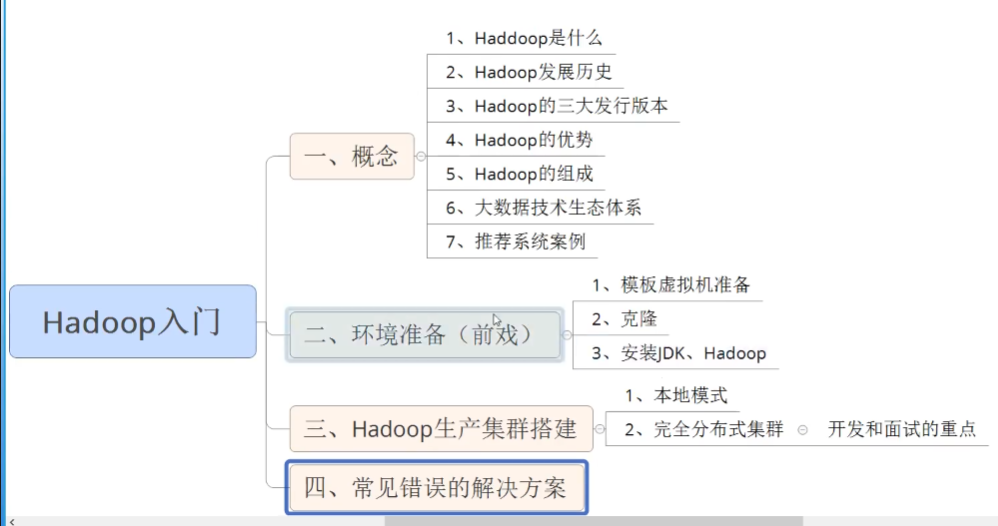 Hadoop入门
一、概念
1、Haddoop是什么
2、Hadoop发展历史
3、Hadoop的三大发行版本
4、Hadoop的优势
5、Hadoop的组成
6、大数据技术生态体系
7、推荐系统案例
二、环境准备（前戏）
1、模板虚拟机准备
2、克隆
3、安装JDK、Hadoop
三、Hadoop生产集群搭建
1、本地模式
2、完全分布式集群
开发和面试的重点
四、常见错误的解决方案